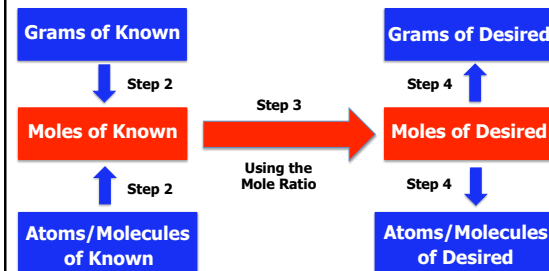 Grams of Known
Grams of Desired
Step 2
Step 4
Step 3
Moles of Known
Moles of Desired
Using the
Mole Ratio
Step 2
Step 4
Atoms/Molecules
of Known
Atoms/Molecules
of Desired